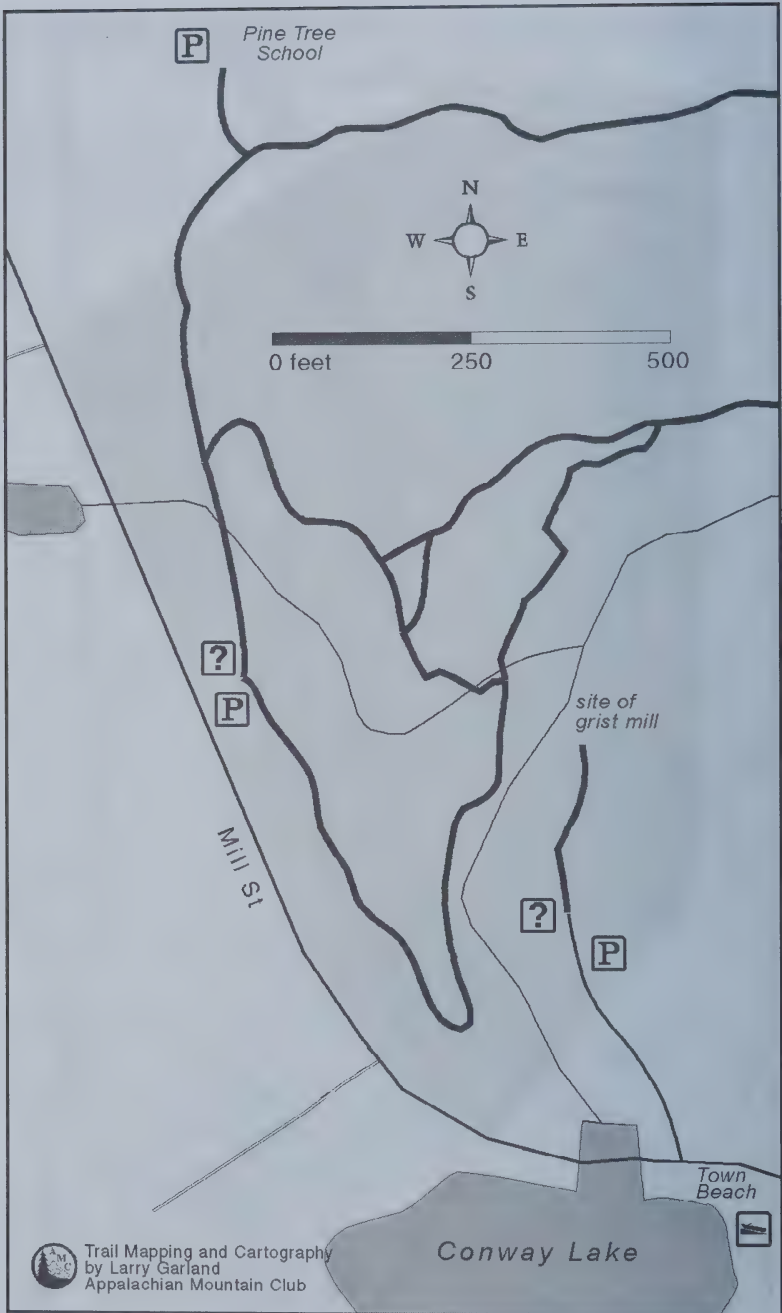 P
Pine Tree
School
N
W E
S
0 feet 250 500
?
P
site of
grist mill
Mill St
?
P
Town
Beach
Conway Lake
AMC
Trail Mapping and Cartography
by Larry Garland
Appalachian Mountain Club